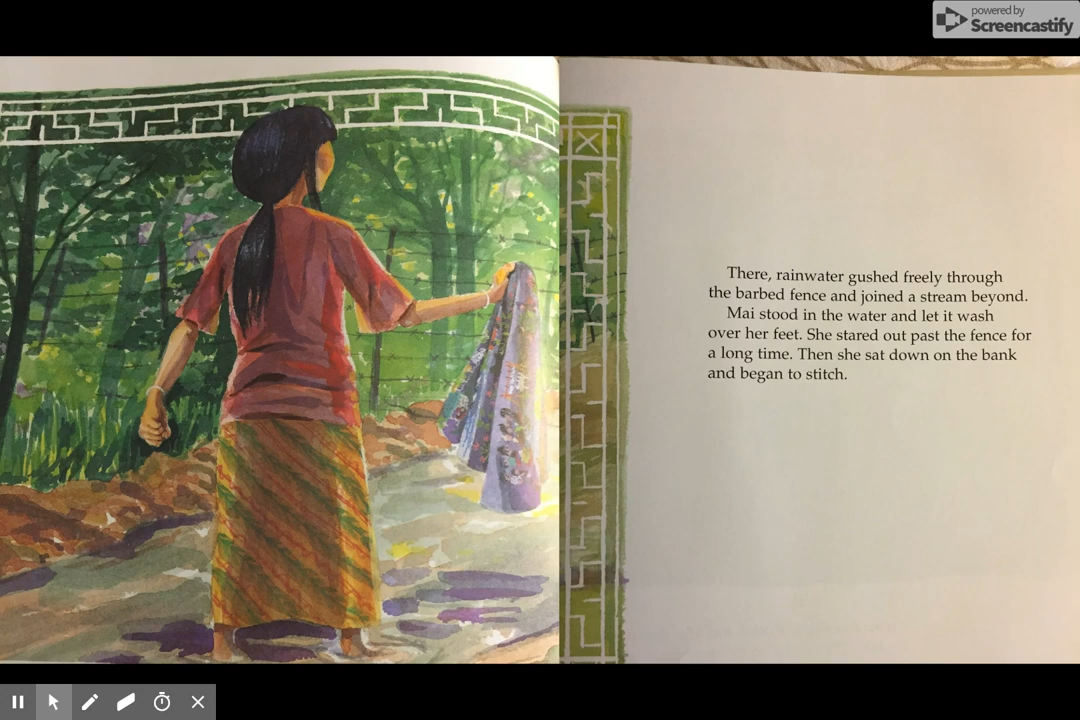 powered by
Screencastify
There, rainwater gushed freely through
the barbed fence and joined a stream beyond.
Mai stood in the water and let it wash
over her feet. She stared out past the fence for
a long time. Then she sat down on the bank
and began to stitch.